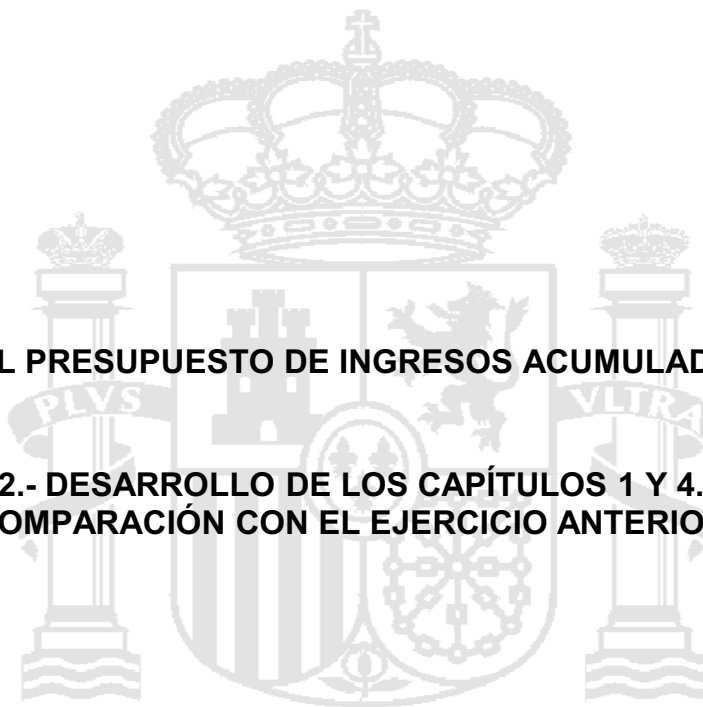 L PRESUPUESTO DE INGRESOS ACUMULAD
PLVS
VLTRA
2.- DESARROLLO DE LOS CAPÍTULOS 1 Y 4.
OMPARACIÓN CON EL EJERCICIO ANTERIO